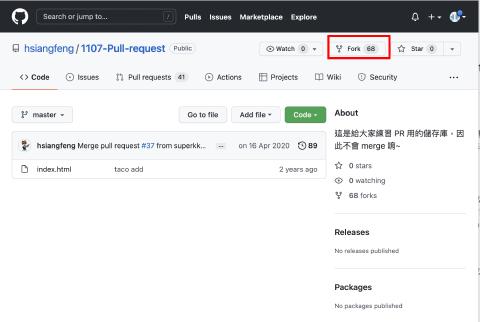 Search or jump to... /
Pulls Issues Marketplace Explore
hsiangfeng / 1107-Pull-request Public
Watch 0 Fork 68 Star 0
Code Issues Pull requests 41 Actions Projects Wiki Security ...
master Go to file Add file Code
hsiangfeng Merge pull request #37 from superkk... ... on 16 Apr 2020 89
index.html taco add 2 years ago
About
這是給大家練習 PR 用的儲存庫，因
此不會 merge 唷~
0 stars
0 watching
68 forks
Releases
No releases published
Packages
No packages published